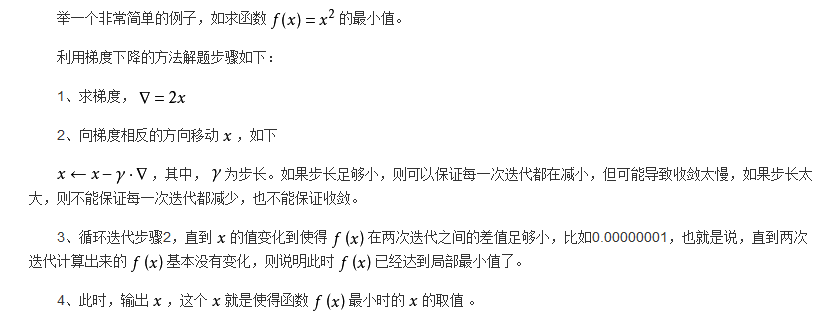 举一个非常简单的例子，如求函数 f(x) = x² 的最小值。
利用梯度下降的方法解题步骤如下：
1、求梯度， ∇ = 2x
2、向梯度相反的方向移动 x ，如下
x ← x − γ · ∇ ，其中， γ 为步长。如果步长足够小，则可以保证每一次迭代都在减小，但可能导致收敛太慢，如果步长太
大，则不能保证每一次迭代都减少，也不能保证收敛。
3、循环迭代步骤2，直到 x 的值变化到使得 f (x) 在两次迭代之间的差值足够小，比如0.00000001，也就是说，直到两次
迭代计算出来的 f (x) 基本没有变化，则说明此时 f (x) 已经达到局部最小值了。
4、此时，输出 x ，这个 x 就是使得函数 f (x) 最小时的 x 的取值 。